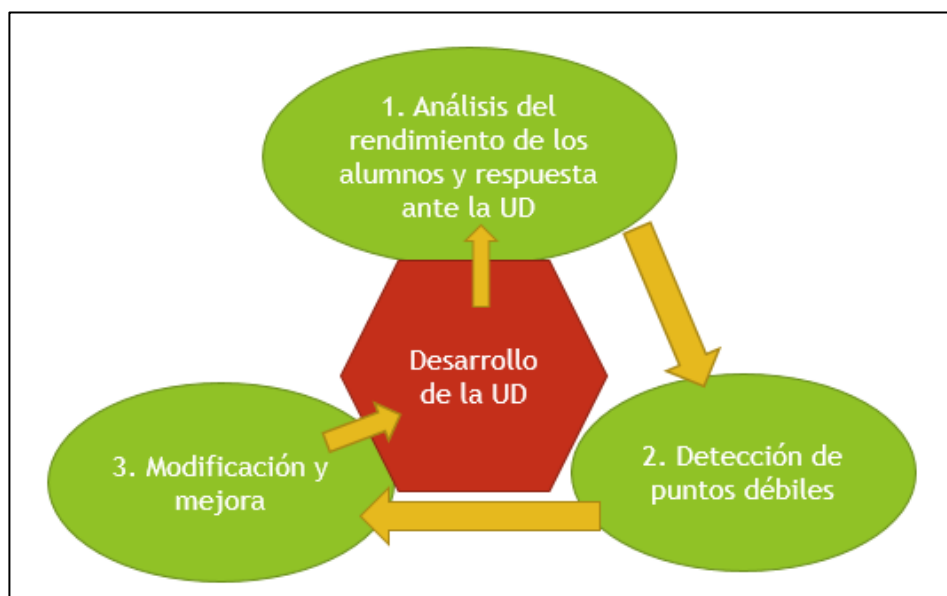 1. Análisis del
rendimiento de los
alumnos y respuesta
ante la UD
Desarrollo
de la UD
2. Detección de
puntos débiles
3. Modificación y
mejora